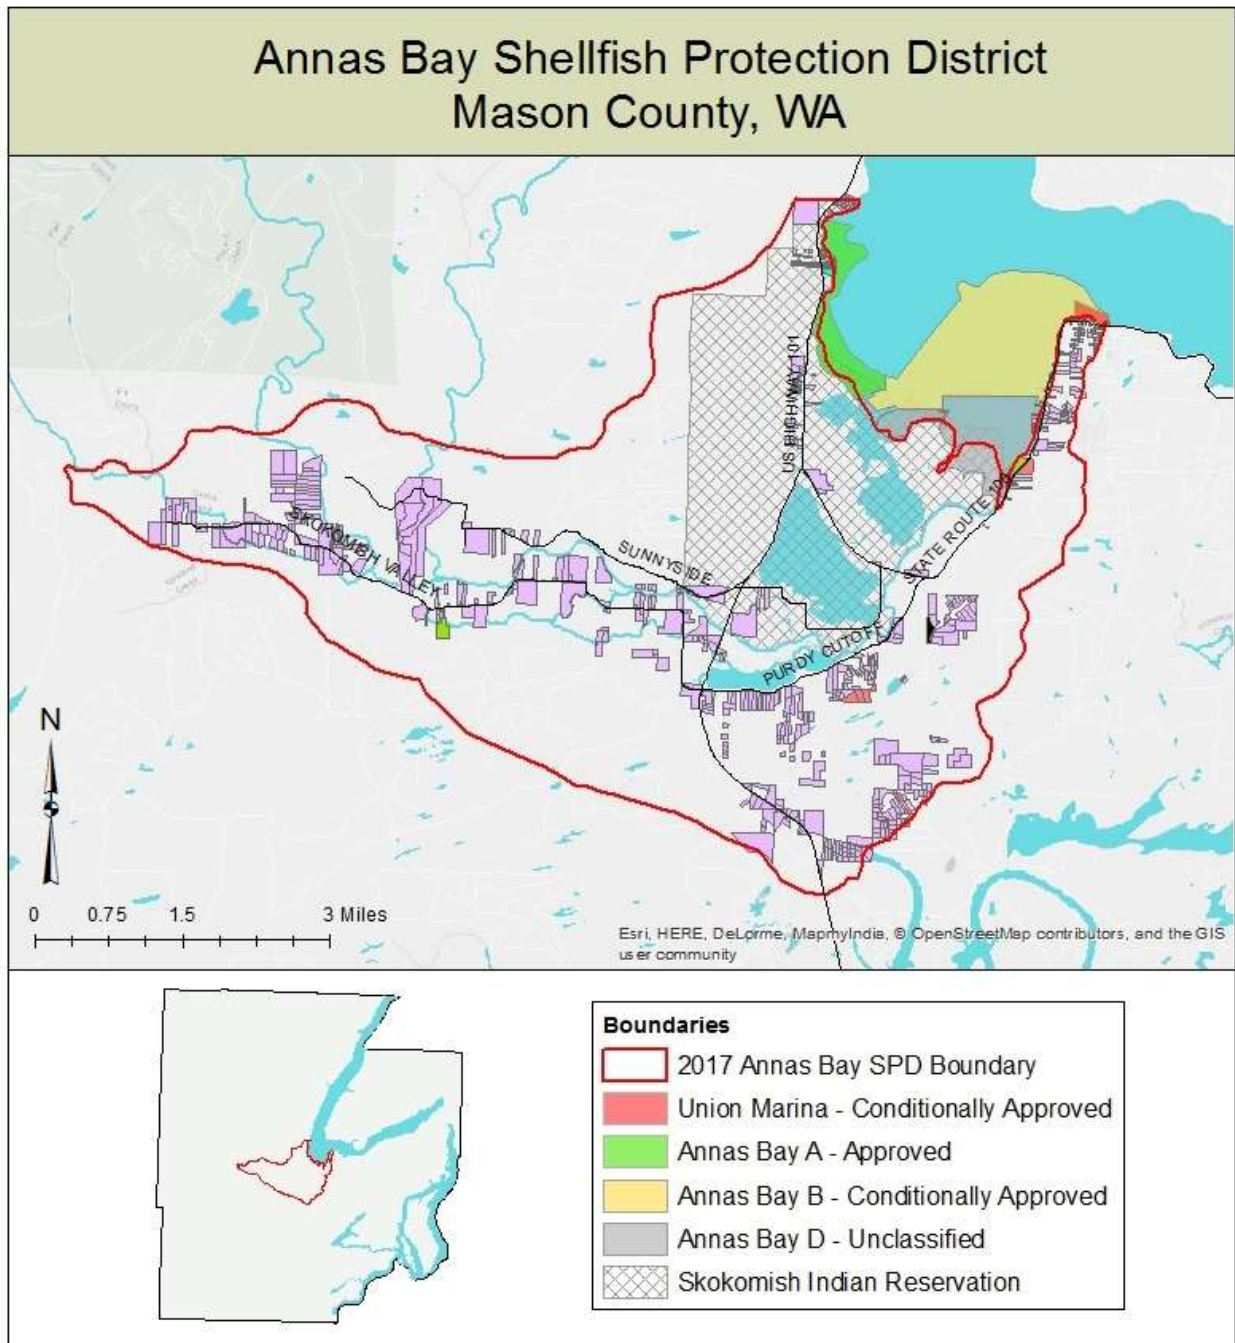 Annas Bay Shellfish Protection District
Mason County, WA
US HIGHWAY 101
SKOKOMISH VALLEY
SUNNYSIDE
STATE ROUTE 106
PURDY CUTOFF
N
0 0.75 1.5 3 Miles
Esri, HERE, DeLorme, MapmyIndia, © OpenStreetMap contributors, and the GIS
user community
Boundaries
2017 Annas Bay SPD Boundary
Union Marina - Conditionally Approved
Annas Bay A - Approved
Annas Bay B - Conditionally Approved
Annas Bay D - Unclassified
Skokomish Indian Reservation